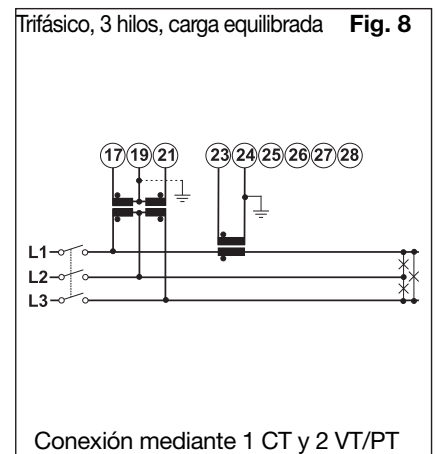 Trifásico, 3 hilos, carga equilibrada Fig. 8
17 19 21 23 24 25 26 27 28
L1
L2
L3
Conexión mediante 1 CT y 2 VT/PT